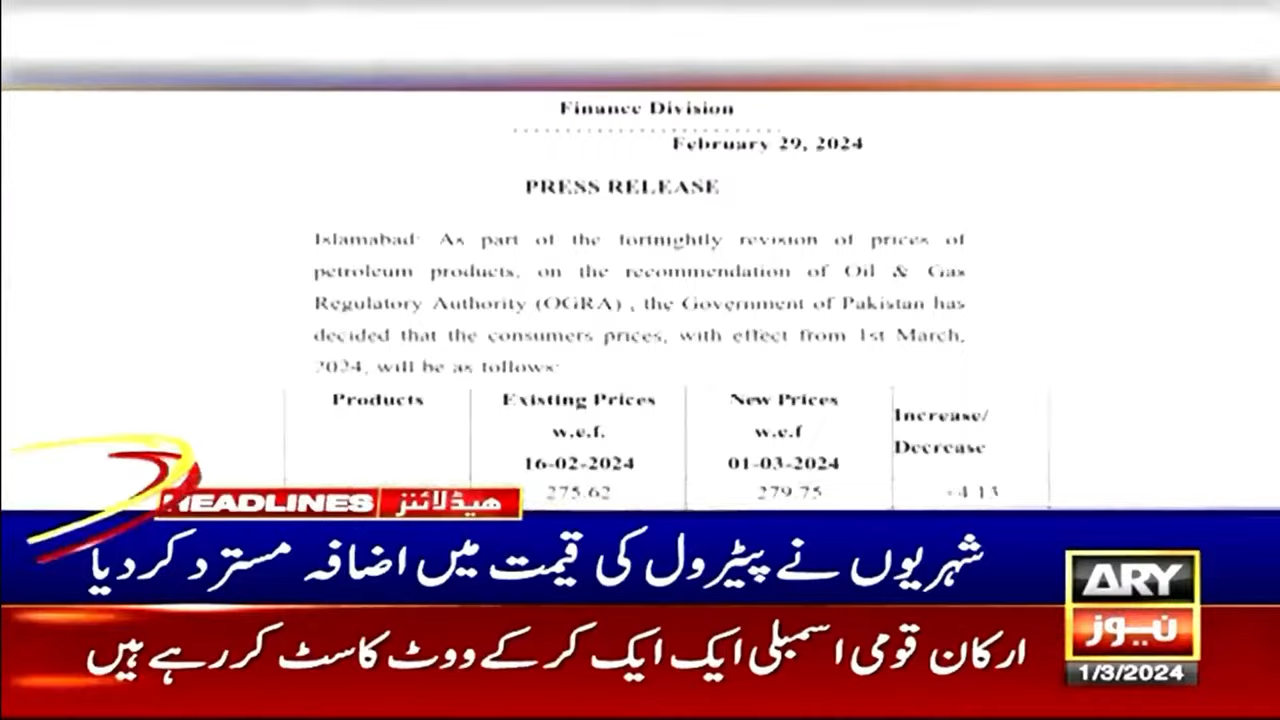 Finance Division
February 29, 2024
PRESS RELEASE
Islamabad: As part of the fortnightly revision of prices of
petroleum products, on the recommendation of Oil & Gas
Regulatory Authority (OGRA) , the Government of Pakistan has
decided that the consumers prices, with effect from 1st March,
2024, will be as follows:
Products Existing Prices w.e.f. 16-02-2024 New Prices w.e.f 01-03-2024 Increase/ Decrease
275.62 279.75 +4.13
HEADLINES ھیڈلائنز
شہریوں نے پیٹرول کی قیمت میں اضافہ مسترد کردیا
ارکان قومی اسمبلی ایک ایک کر کے ووٹ کاسٹ کررہے ہیں
ARY
نیوز
1/3/2024